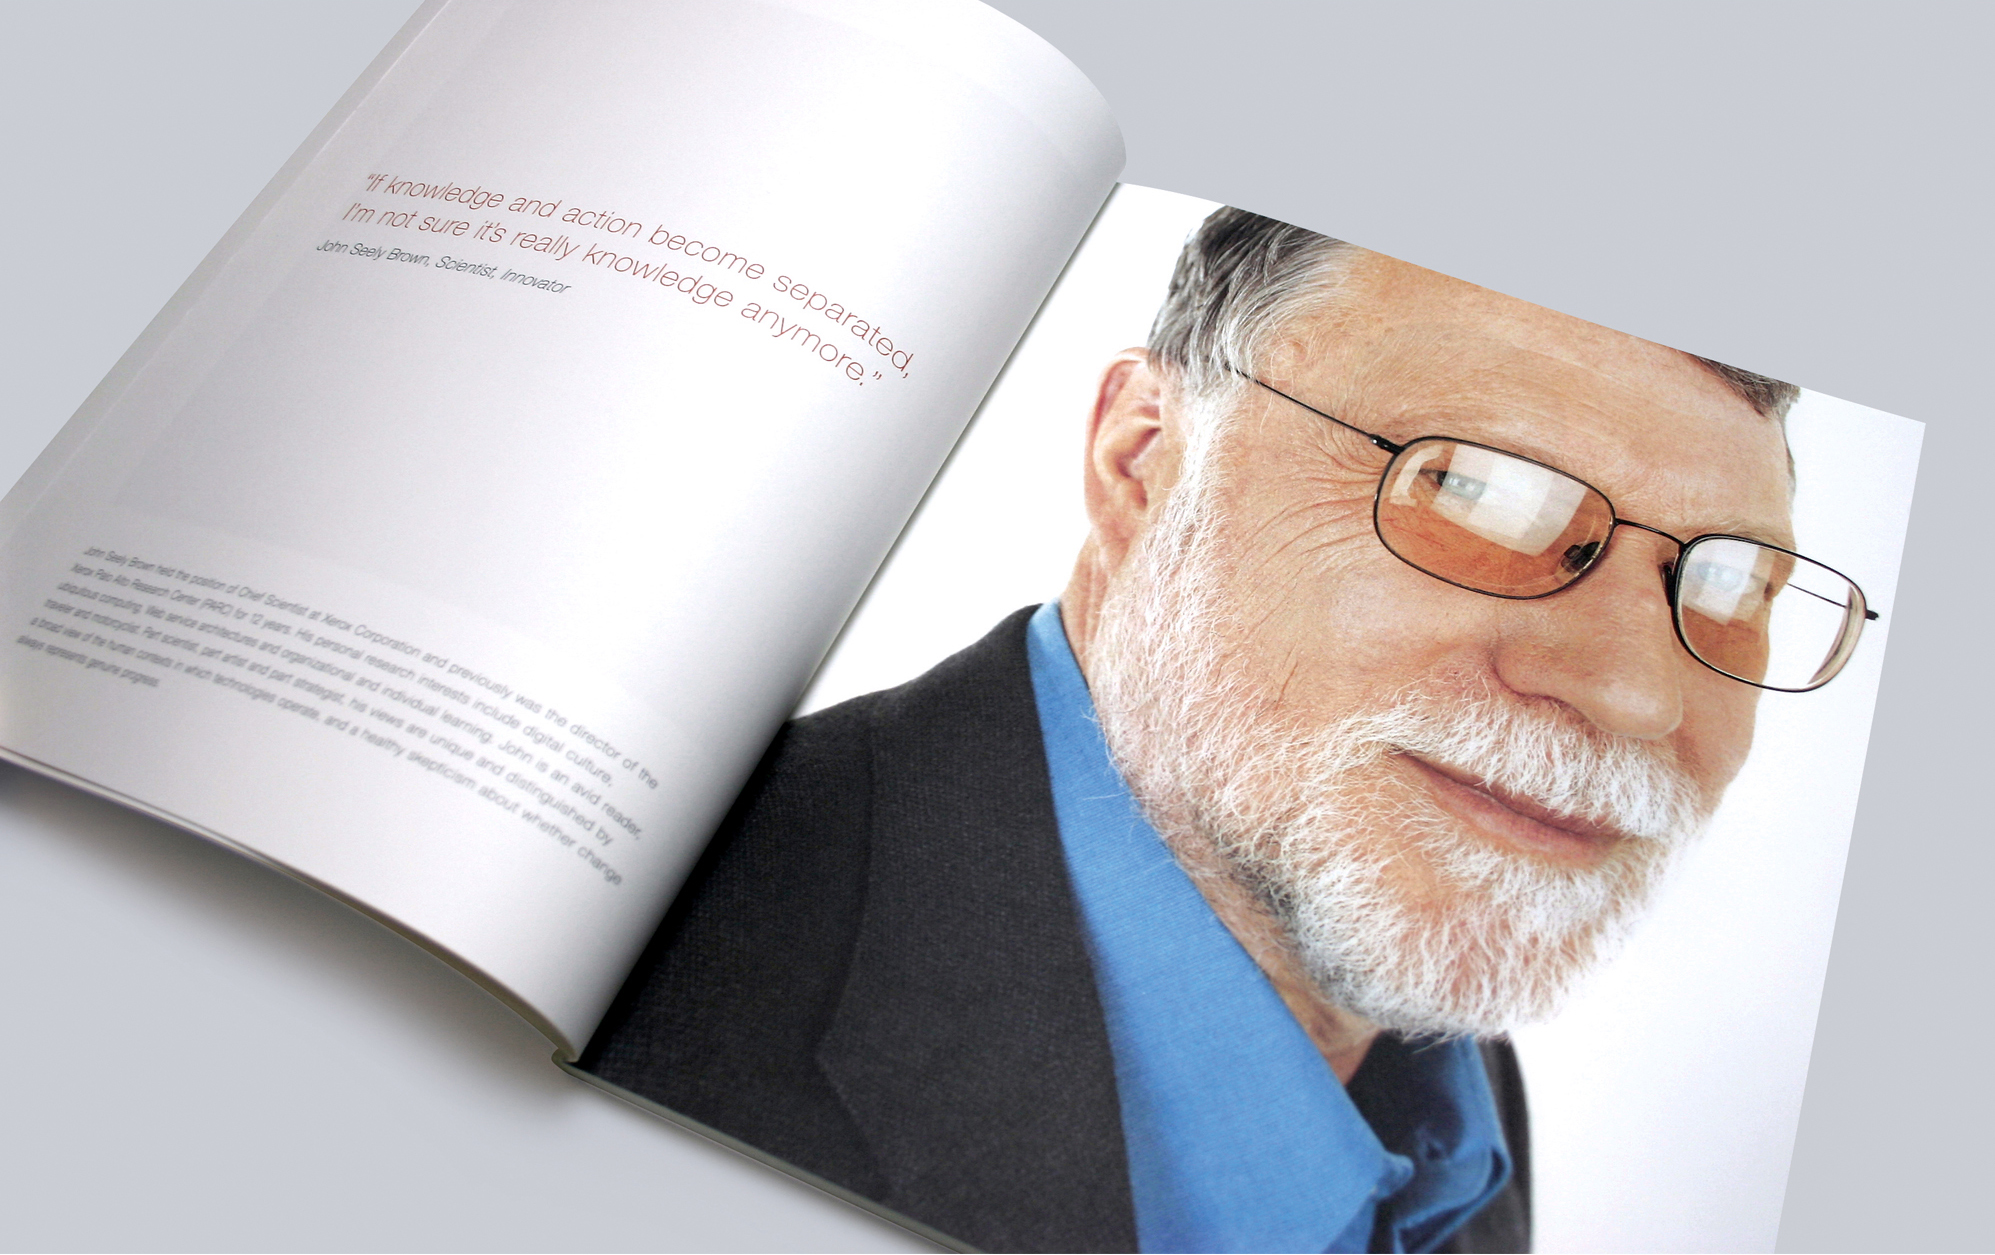 “If knowledge and action become separated,
I'm not sure it's really knowledge anymore.”
John Seely Brown, Scientist, Innovator
John Seely Brown held the position of Chief Scientist at Xerox Corporation and previously was the director of the
Xerox Palo Alto Research Center (PARC) for 12 years. His personal research interests include digital culture,
ubiquitous computing, Web service architectures and organizational and individual learning. John is an avid reader,
traveler and motorcyclist. Part scientist, part artist and part strategist, his views are unique and distinguished by
a broad view of the human contexts in which technologies operate, and a healthy skepticism about whether change
always represents genuine progress.